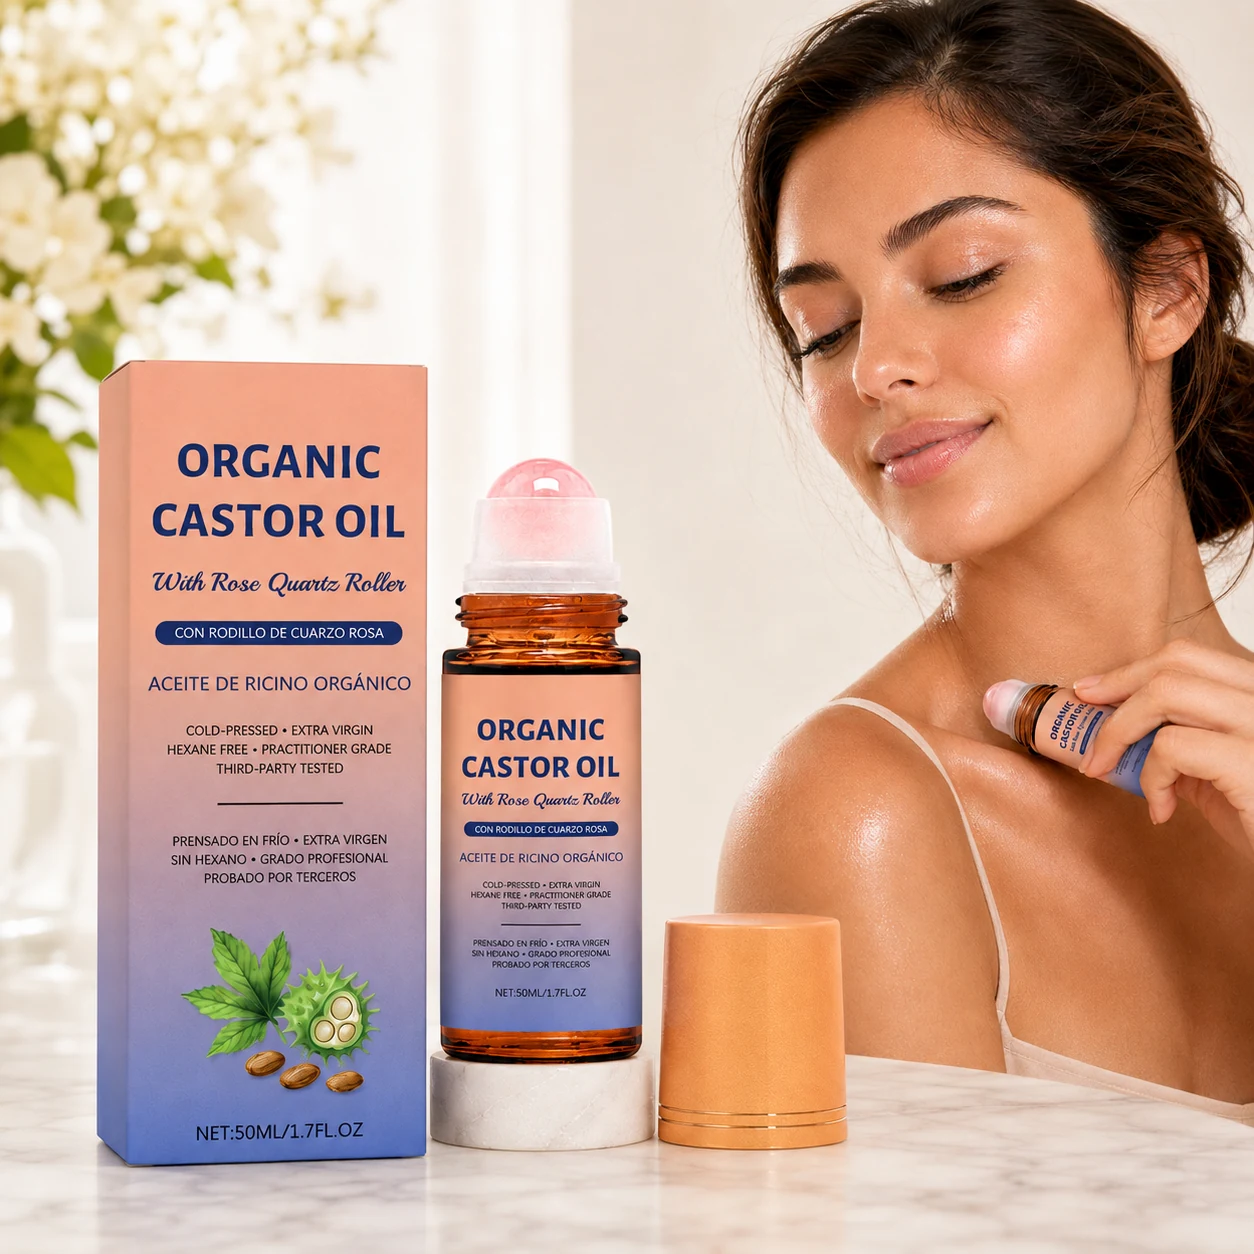 ORGANIC
CASTOR OIL
With Rose Quartz Roller
CON RODILLO DE CUARZO ROSA
ACEITE DE RICINO ORGÁNICO
COLD-PRESSED • EXTRA VIRGIN
HEXANE FREE • PRACTITIONER GRADE
THIRD-PARTY TESTED
PRENSADO EN FRÍO • EXTRA VIRGEN
SIN HEXANO • GRADO PROFESIONAL
PROBADO POR TERCEROS
NET:50ML/1.7FL.OZ
ORGANIC
CASTOR OIL
With Rose Quartz Roller
CON RODILLO DE CUARZO ROSA
ACEITE DE RICINO ORGÁNICO
COLD-PRESSED • EXTRA VIRGIN
HEXANE FREE • PRACTITIONER GRADE
THIRD-PARTY TESTED
PRENSADO EN FRÍO • EXTRA VIRGEN
SIN HEXANO • GRADO PROFESIONAL
PROBADO POR TERCEROS
NET:50ML/1.7FL.OZ
ORGANIC
CASTOR OIL